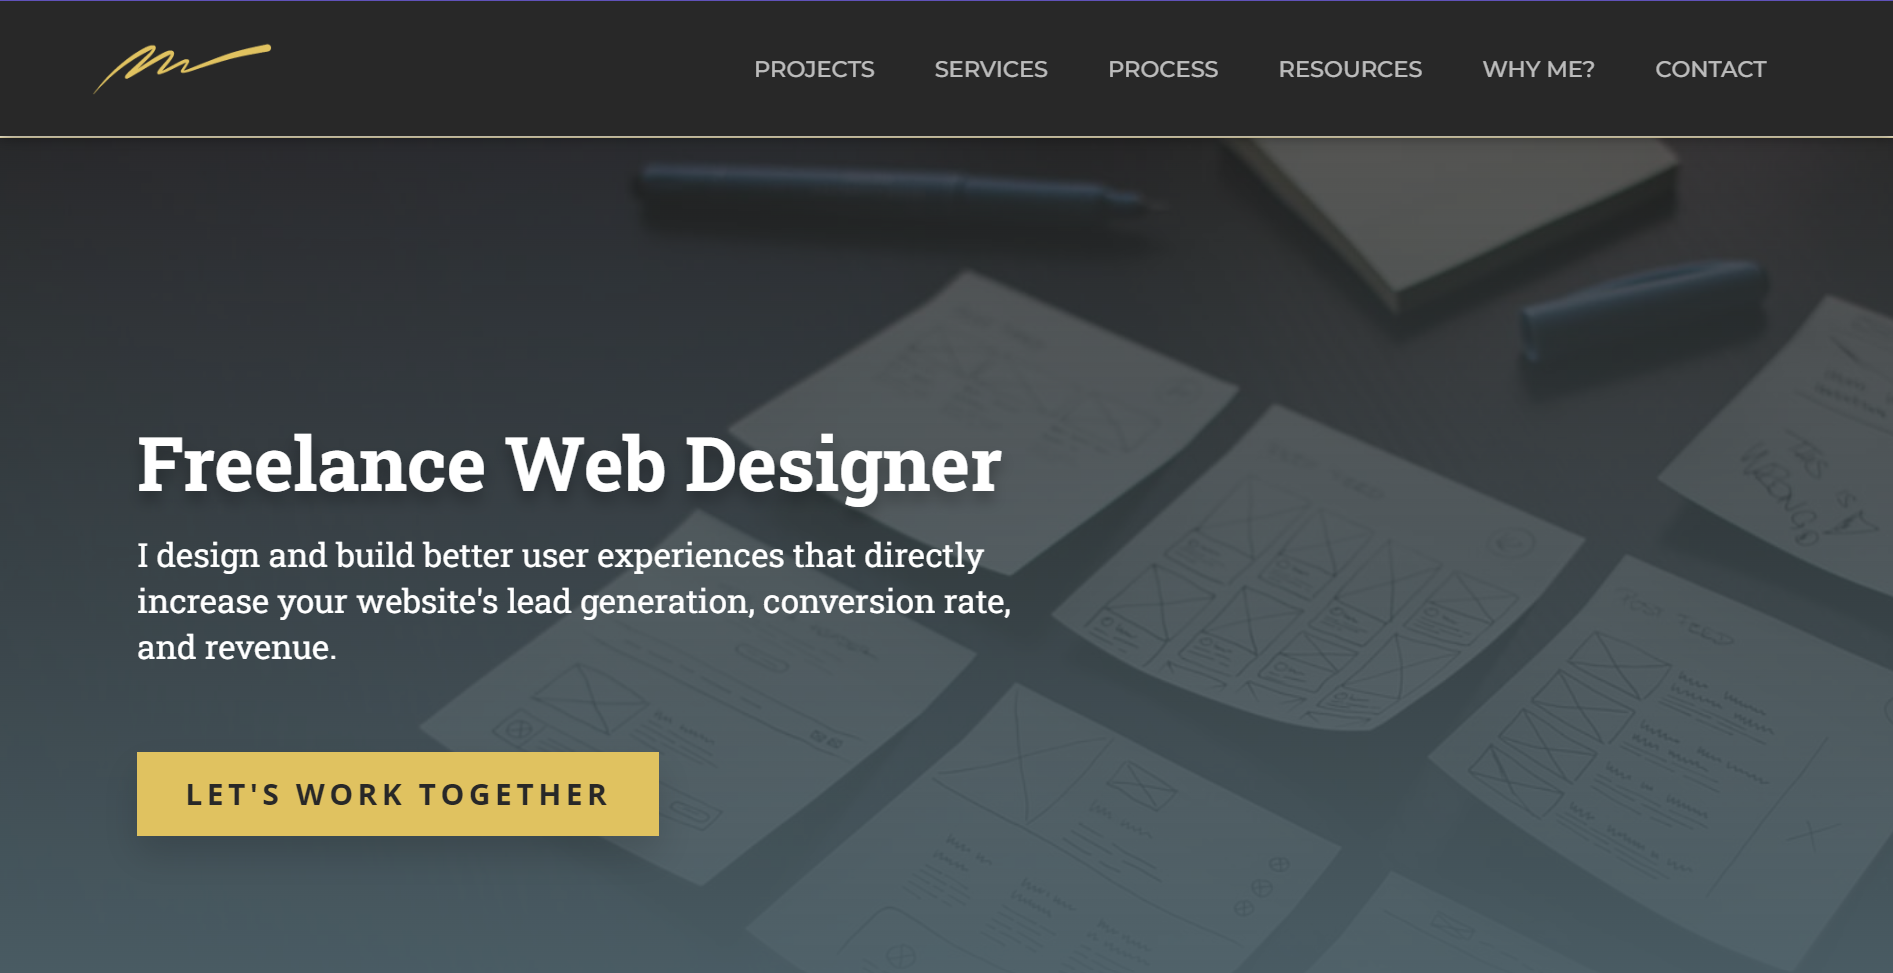 PROJECTS SERVICES PROCESS RESOURCES WHY ME? CONTACT
Freelance Web Designer
I design and build better user experiences that directly
increase your website's lead generation, conversion rate,
and revenue.
LET'S WORK TOGETHER